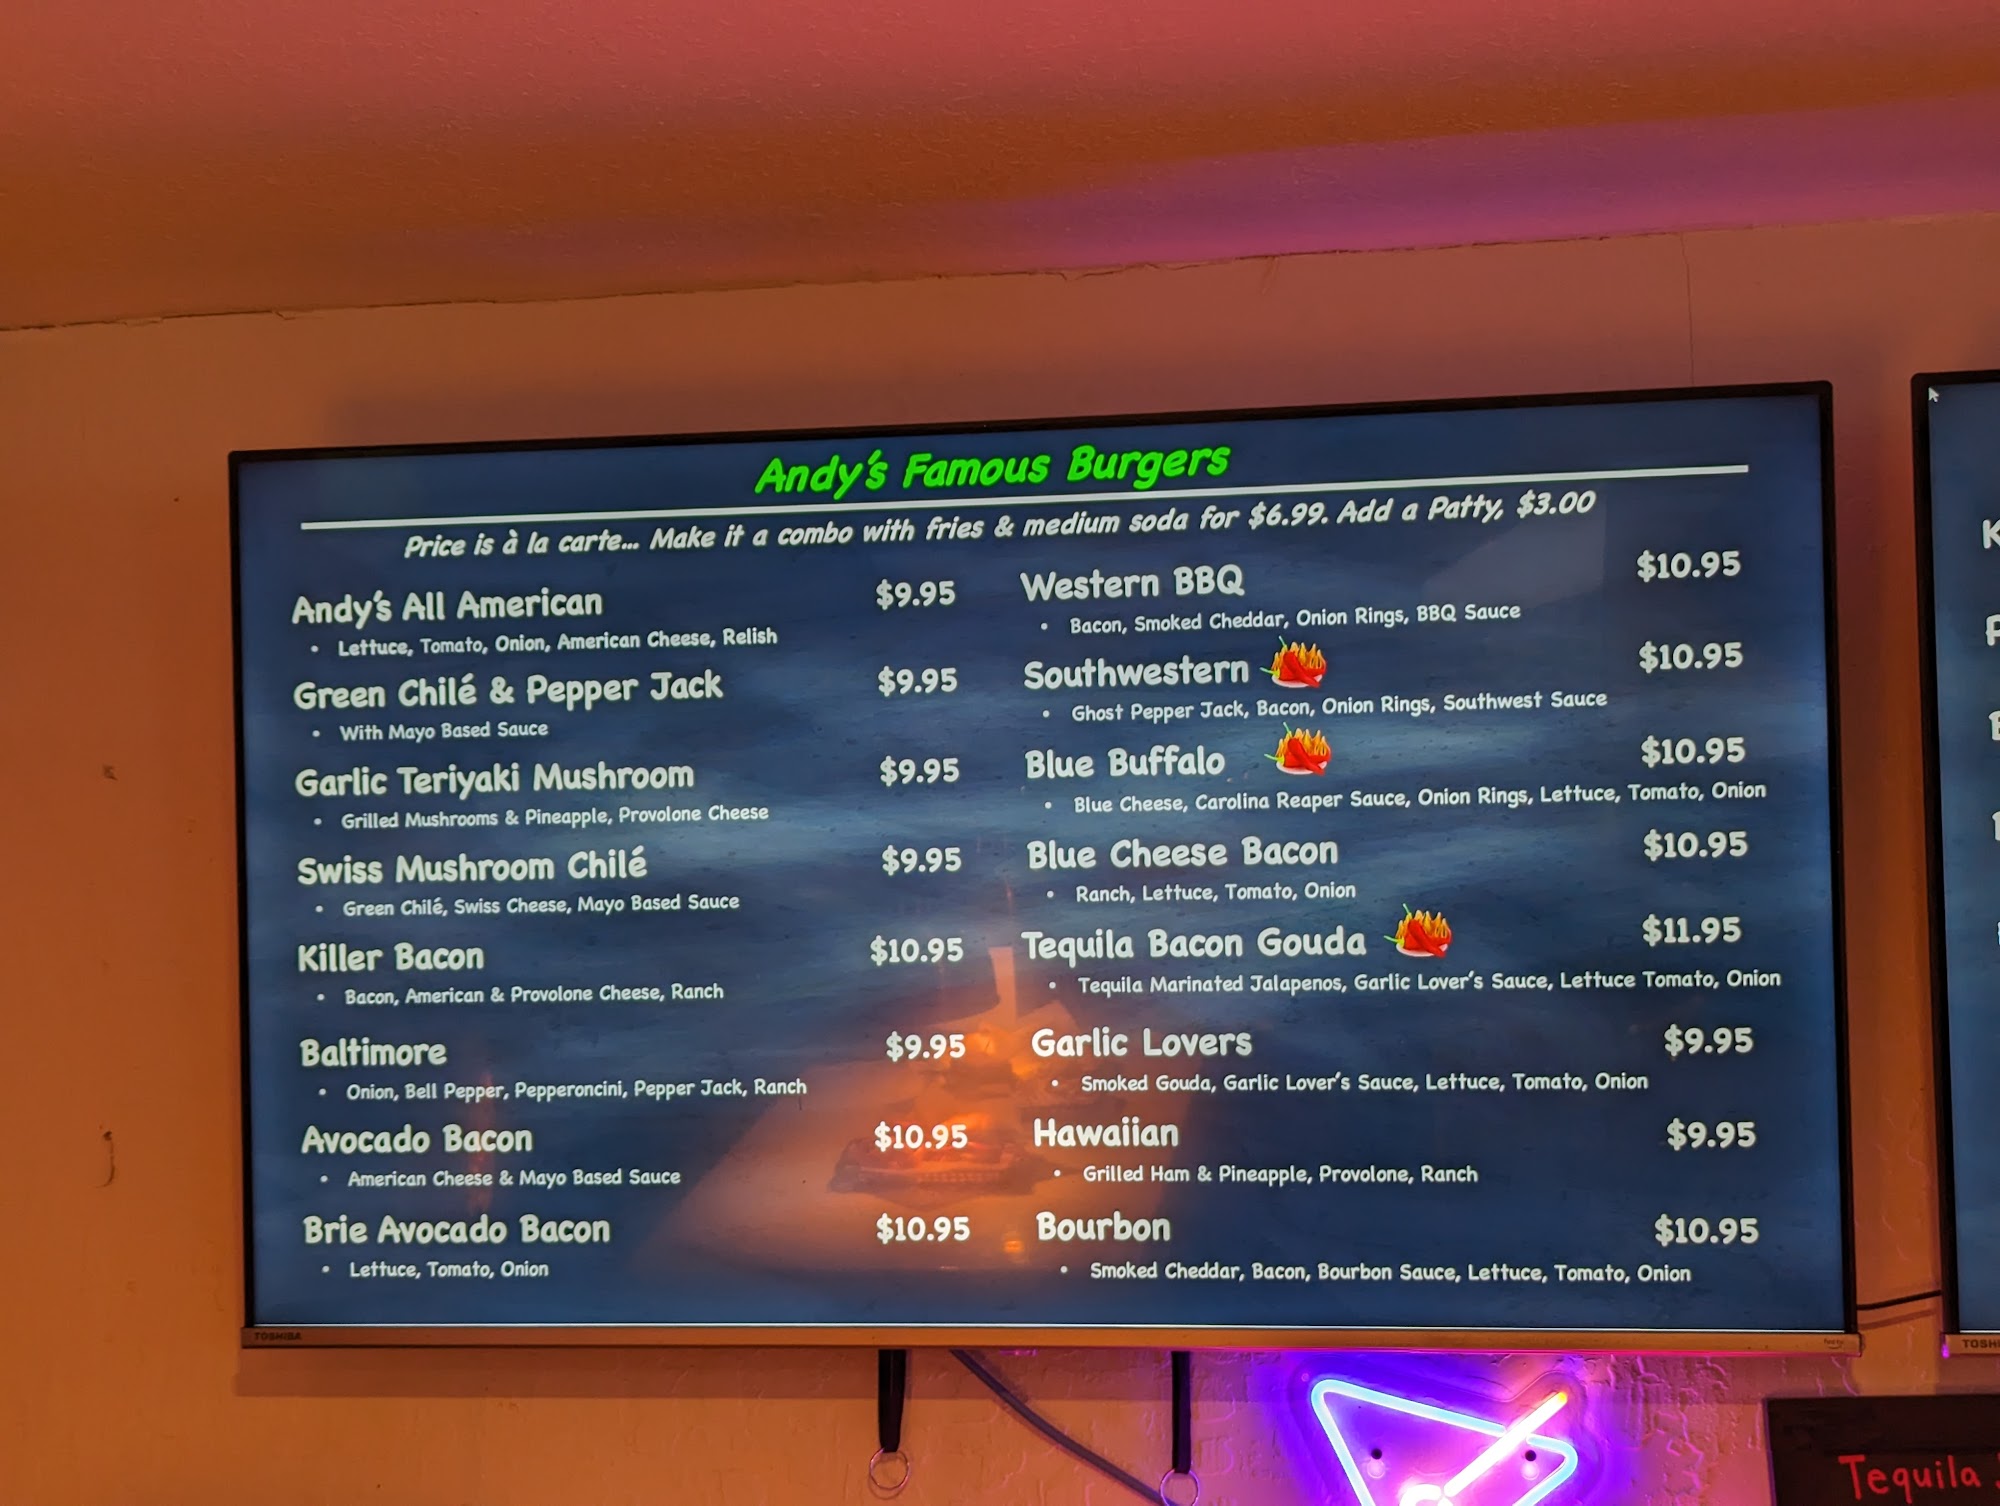 Andy's Famous Burgers
Price is à la carte... Make it a combo with fries & medium soda for $6.99. Add a Patty, $3.00
Andy's All American $9.95
• Lettuce, Tomato, Onion, American Cheese, Relish
Green Chilé & Pepper Jack $9.95
• With Mayo Based Sauce
Garlic Teriyaki Mushroom $9.95
• Grilled Mushrooms & Pineapple, Provolone Cheese
Swiss Mushroom Chilé $9.95
• Green Chilé, Swiss Cheese, Mayo Based Sauce
Killer Bacon $10.95
• Bacon, American & Provolone Cheese, Ranch
Baltimore $9.95
• Onion, Bell Pepper, Pepperoncini, Pepper Jack, Ranch
Avocado Bacon $10.95
• American Cheese & Mayo Based Sauce
Brie Avocado Bacon $10.95
• Lettuce, Tomato, Onion
Western BBQ $10.95
• Bacon, Smoked Cheddar, Onion Rings, BBQ Sauce
Southwestern $10.95
• Ghost Pepper Jack, Bacon, Onion Rings, Southwest Sauce
Blue Buffalo $10.95
• Blue Cheese, Carolina Reaper Sauce, Onion Rings, Lettuce, Tomato, Onion
Blue Cheese Bacon $10.95
• Ranch, Lettuce, Tomato, Onion
Tequila Bacon Gouda $11.95
• Tequila Marinated Jalapenos, Garlic Lover's Sauce, Lettuce Tomato, Onion
Garlic Lovers $9.95
• Smoked Gouda, Garlic Lover's Sauce, Lettuce, Tomato, Onion
Hawaiian $9.95
• Grilled Ham & Pineapple, Provolone, Ranch
Bourbon $10.95
• Smoked Cheddar, Bacon, Bourbon Sauce, Lettuce, Tomato, Onion
TOSHIBA
Tequila